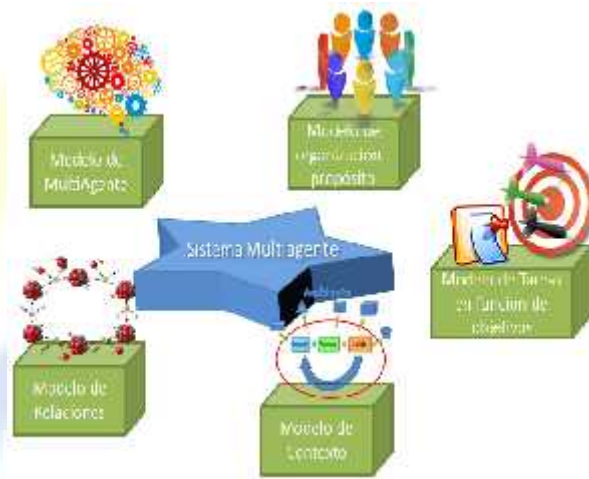 Modelo de
MultiAgente
Modelo de
organización
propósito
Sistema Multiagente
Modelo de Tareas
en función de
objetivos
Ambiente
Modelo de
Relaciones
Modelo de
Contexto